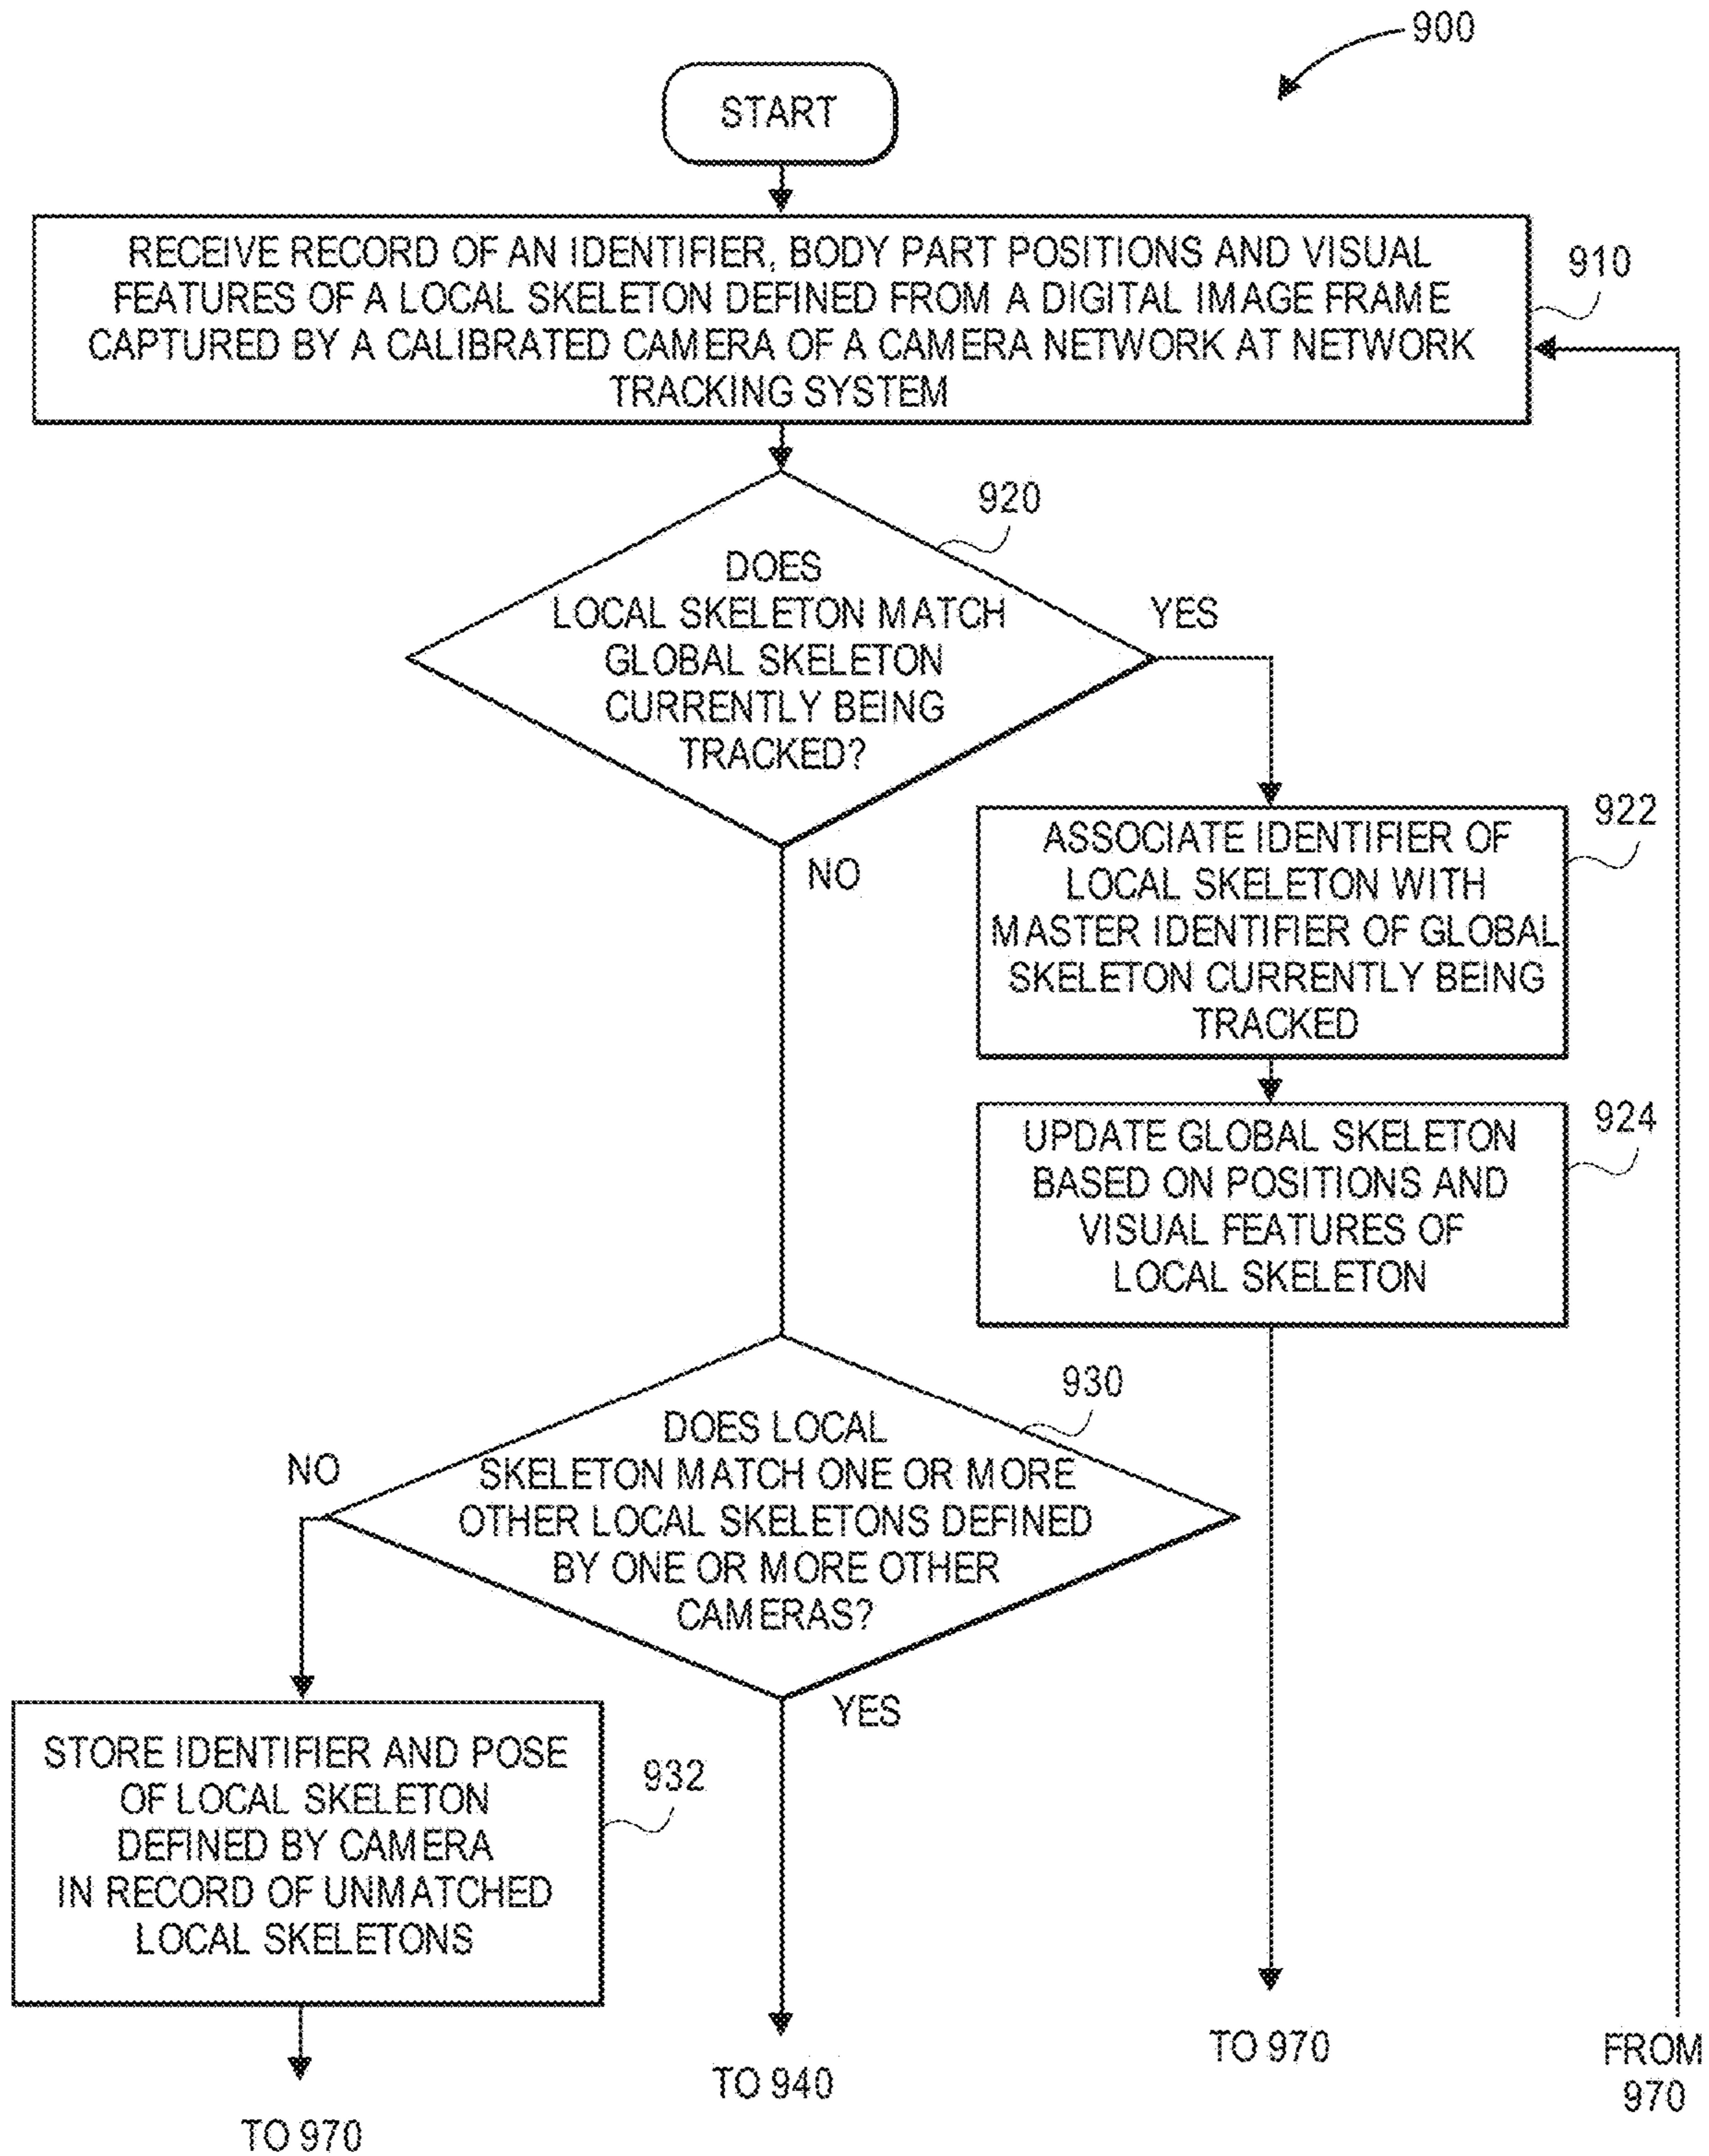 900
START
RECEIVE RECORD OF AN IDENTIFIER, BODY PART POSITIONS AND VISUAL
FEATURES OF A LOCAL SKELETON DEFINED FROM A DIGITAL IMAGE FRAME
CAPTURED BY A CALIBRATED CAMERA OF A CAMERA NETWORK AT NETWORK
TRACKING SYSTEM
910
920
DOES
LOCAL SKELETON MATCH
GLOBAL SKELETON
CURRENTLY BEING
TRACKED?
YES
NO
922
ASSOCIATE IDENTIFIER OF
LOCAL SKELETON WITH
MASTER IDENTIFIER OF GLOBAL
SKELETON CURRENTLY BEING
TRACKED
924
UPDATE GLOBAL SKELETON
BASED ON POSITIONS AND
VISUAL FEATURES OF
LOCAL SKELETON
930
DOES LOCAL
SKELETON MATCH ONE OR MORE
OTHER LOCAL SKELETONS DEFINED
BY ONE OR MORE OTHER
CAMERAS?
NO
YES
STORE IDENTIFIER AND POSE
OF LOCAL SKELETON
DEFINED BY CAMERA
IN RECORD OF UNMATCHED
LOCAL SKELETONS
932
TO 970
TO 940
TO 970
FROM
970